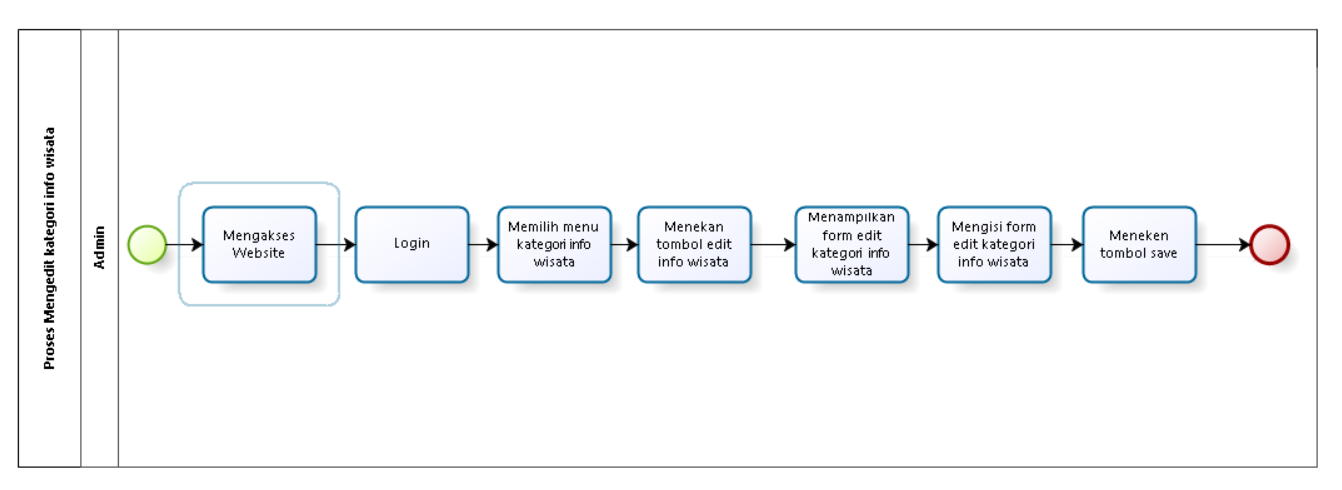 Proses Mengedit kategori info wisata
Admin
Mengakses
Website
Login
Memilih menu
kategori info
wisata
Menekan
tombol edit
info wisata
Menampilkan
form edit
kategori info
wisata
Mengisi form
edit kategori
info wisata
Meneken
tombol save